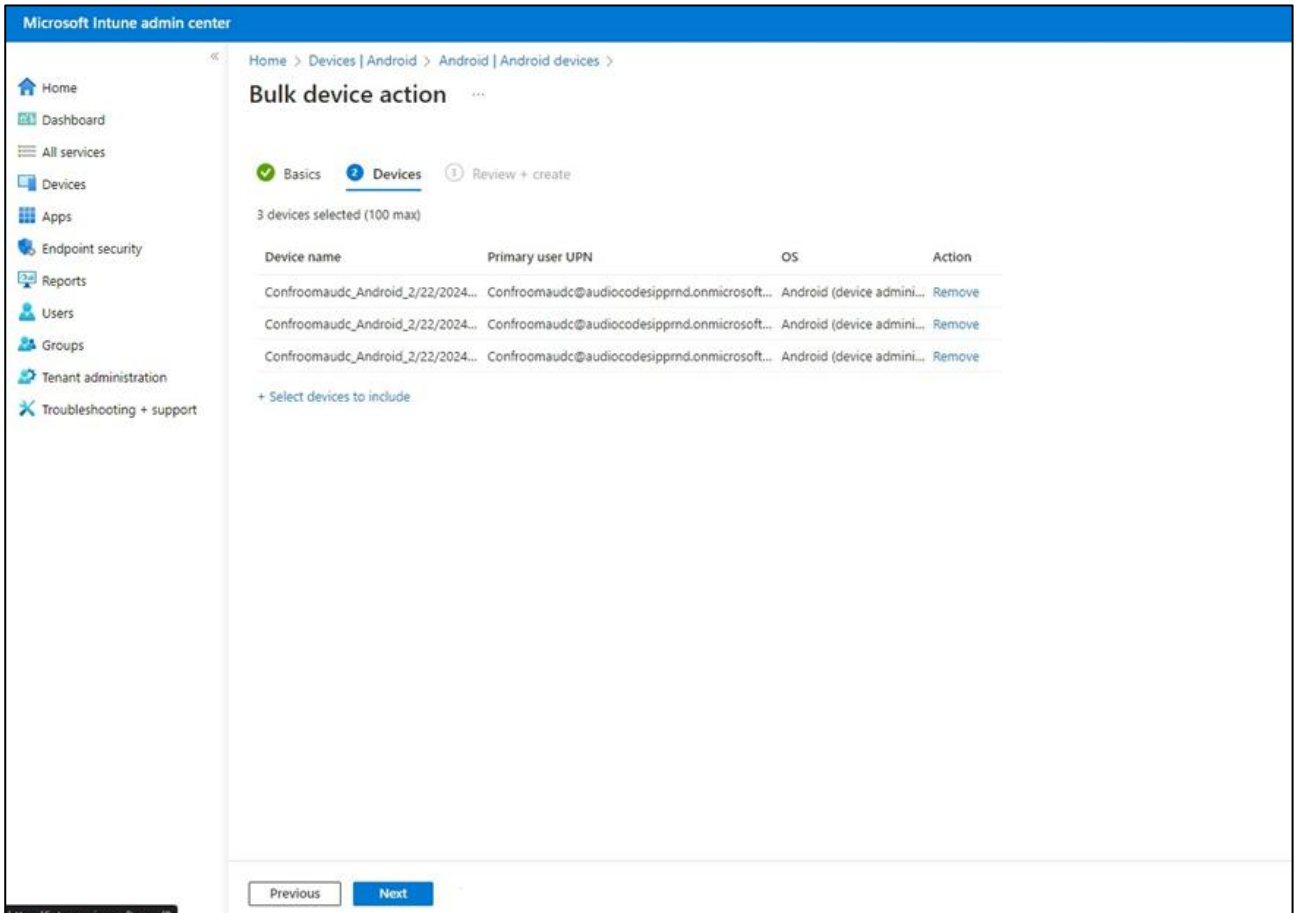 Microsoft Intune admin center
«
Home > Devices | Android > Android | Android devices >
Bulk device action ...
Home
Dashboard
All services
Devices
Apps
Endpoint security
Reports
Users
Groups
Tenant administration
Troubleshooting + support
Basics 2 Devices Review + create
3 devices selected (100 max)
Device name Primary user UPN OS Action
Confroomaudc_Android_2/22/2024... Confroomaudc@audiocodesipprnd.onmicrosoft... Android (device admini... Remove
Confroomaudc_Android_2/22/2024... Confroomaudc@audiocodesipprnd.onmicrosoft... Android (device admini... Remove
Confroomaudc_Android_2/22/2024... Confroomaudc@audiocodesipprnd.onmicrosoft... Android (device admini... Remove
+ Select devices to include
Previous Next